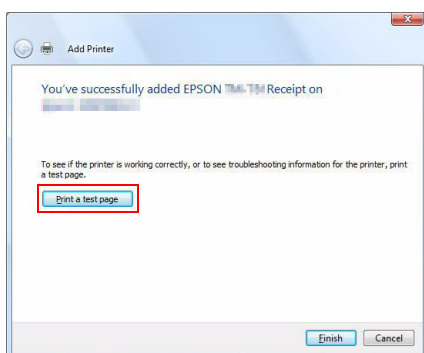 Add Printer
You've successfully added EPSON Receipt on
To see if the printer is working correctly, or to see troubleshooting information for the printer, print
a test page.
Print a test page
Finish Cancel